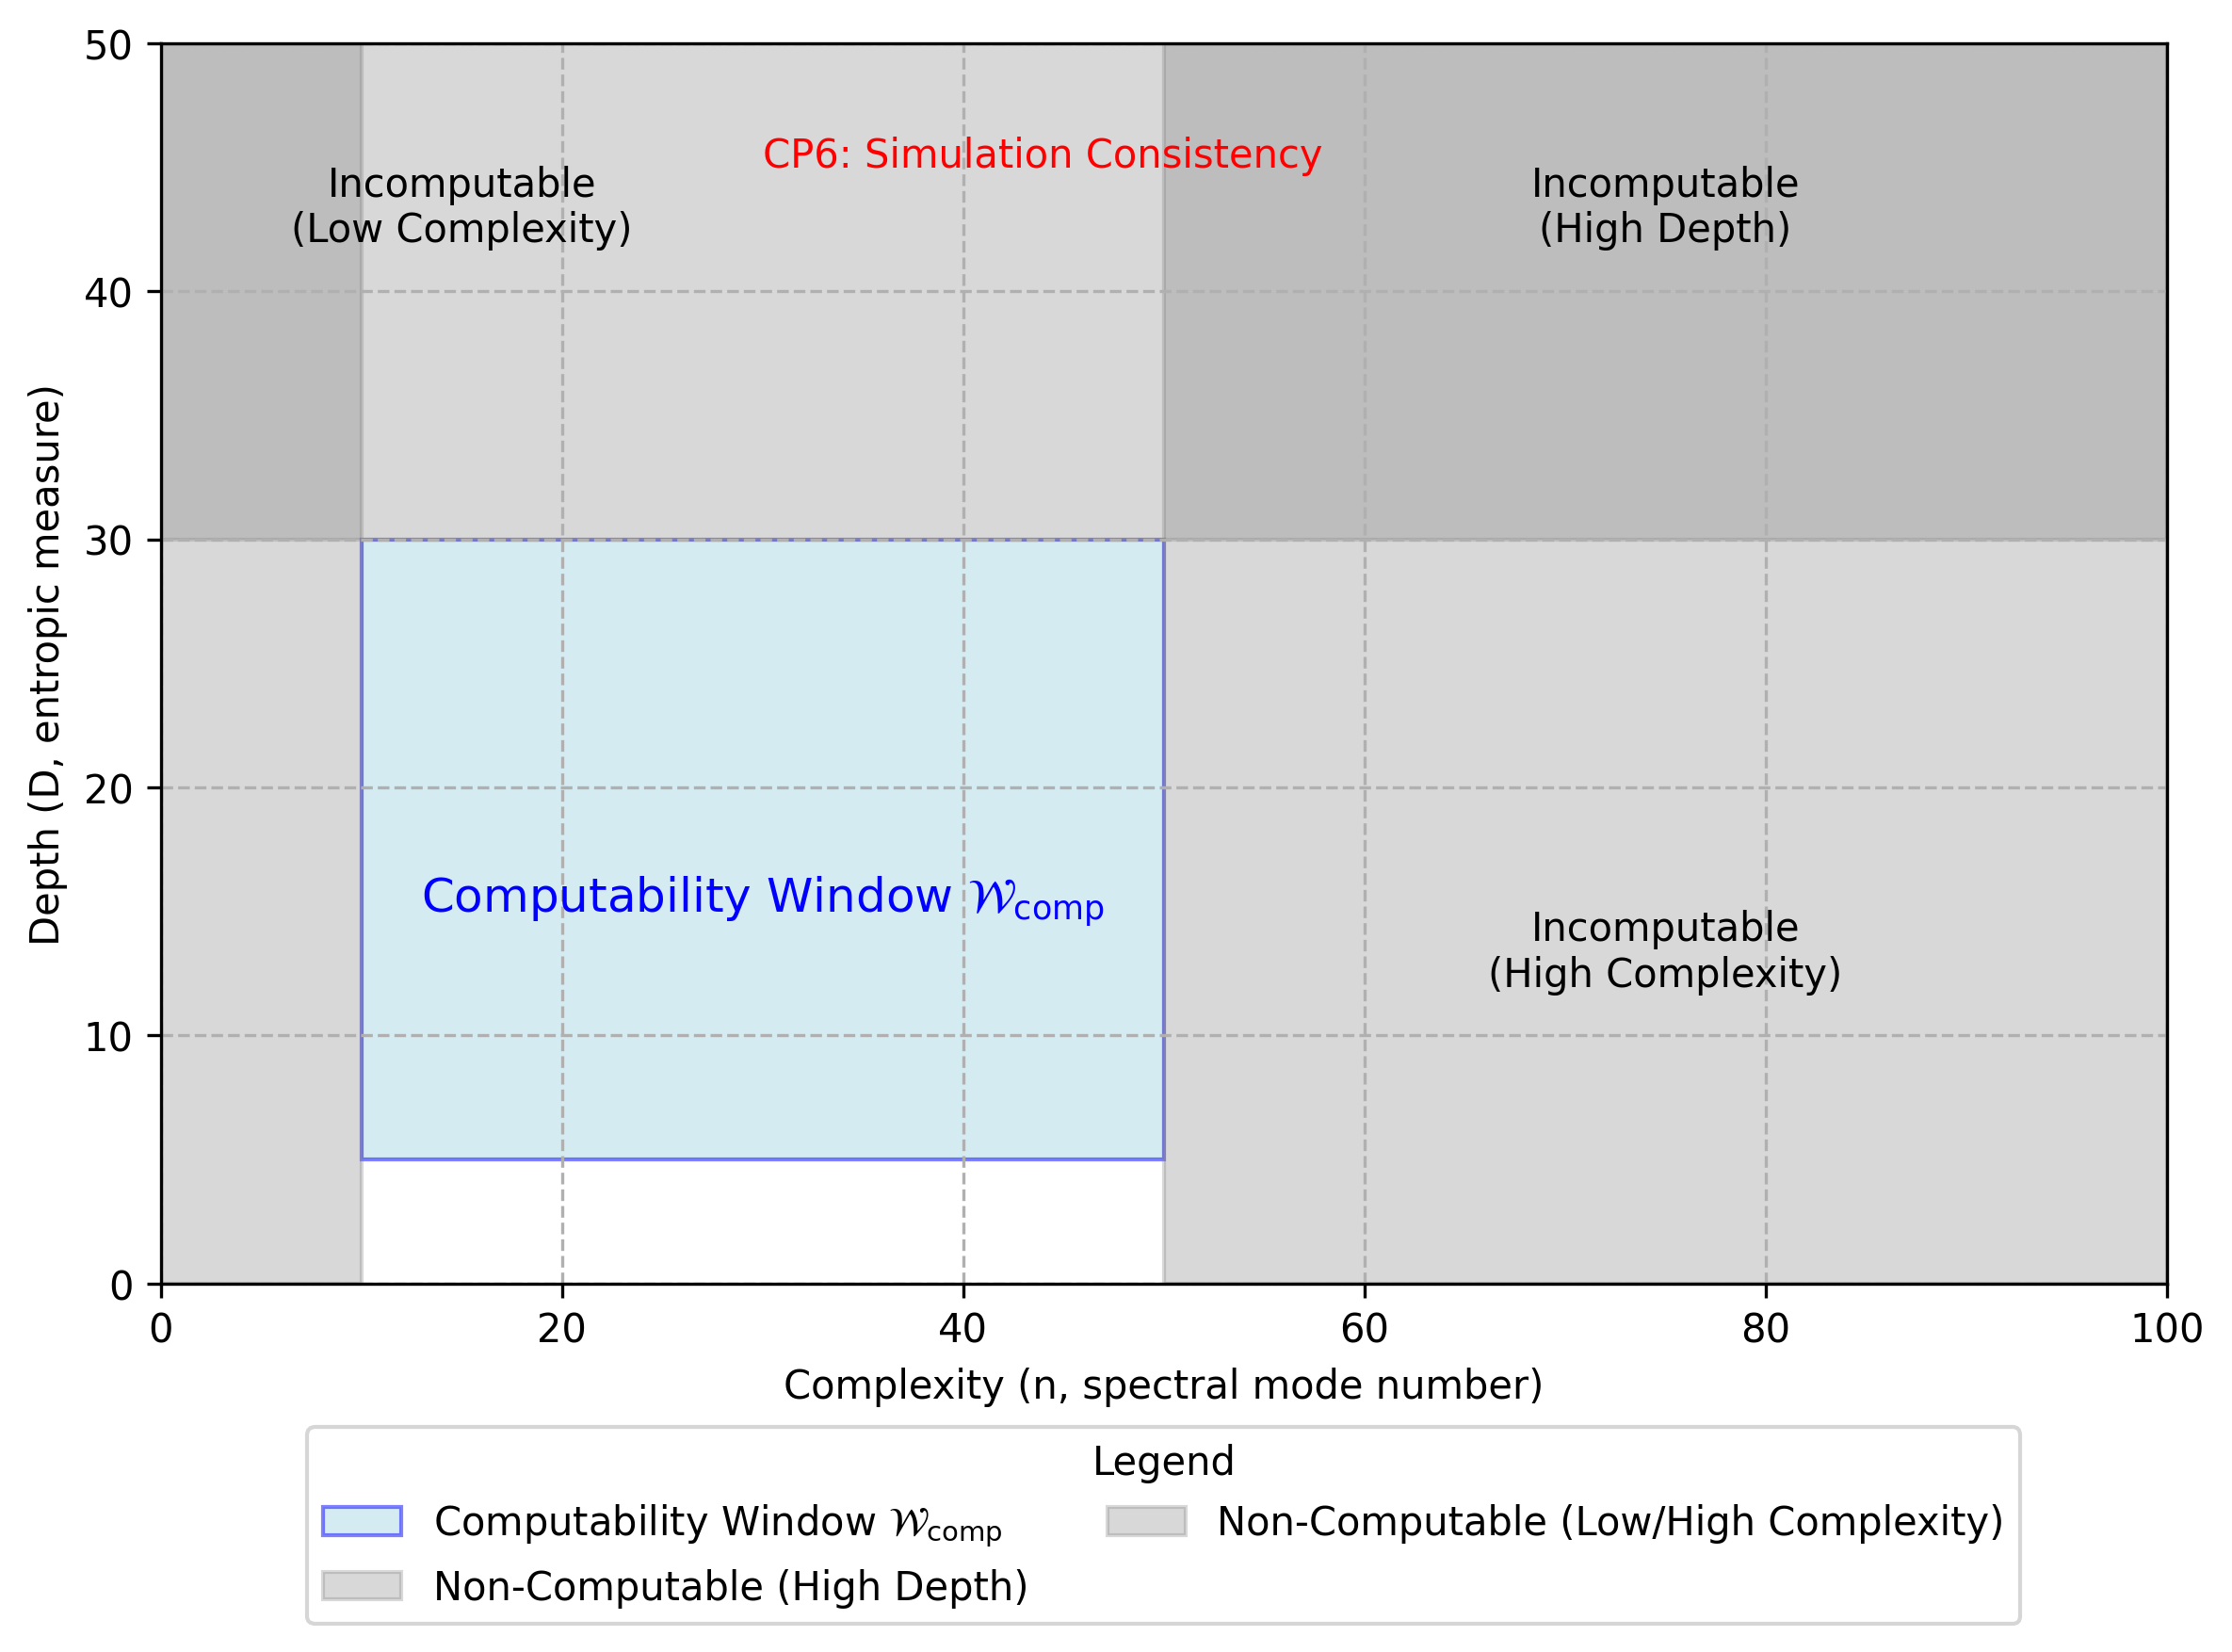 50
40
30
20
10
0
Depth (D, entropic measure)
CP6: Simulation Consistency
Incomputable
(Low Complexity)
Incomputable
(High Depth)
Computability Window 𝒲comp
Incomputable
(High Complexity)
0 20 40 60 80 100
Complexity (n, spectral mode number)
Legend
Computability Window 𝒲comp
Non-Computable (High Depth)
Non-Computable (Low/High Complexity)